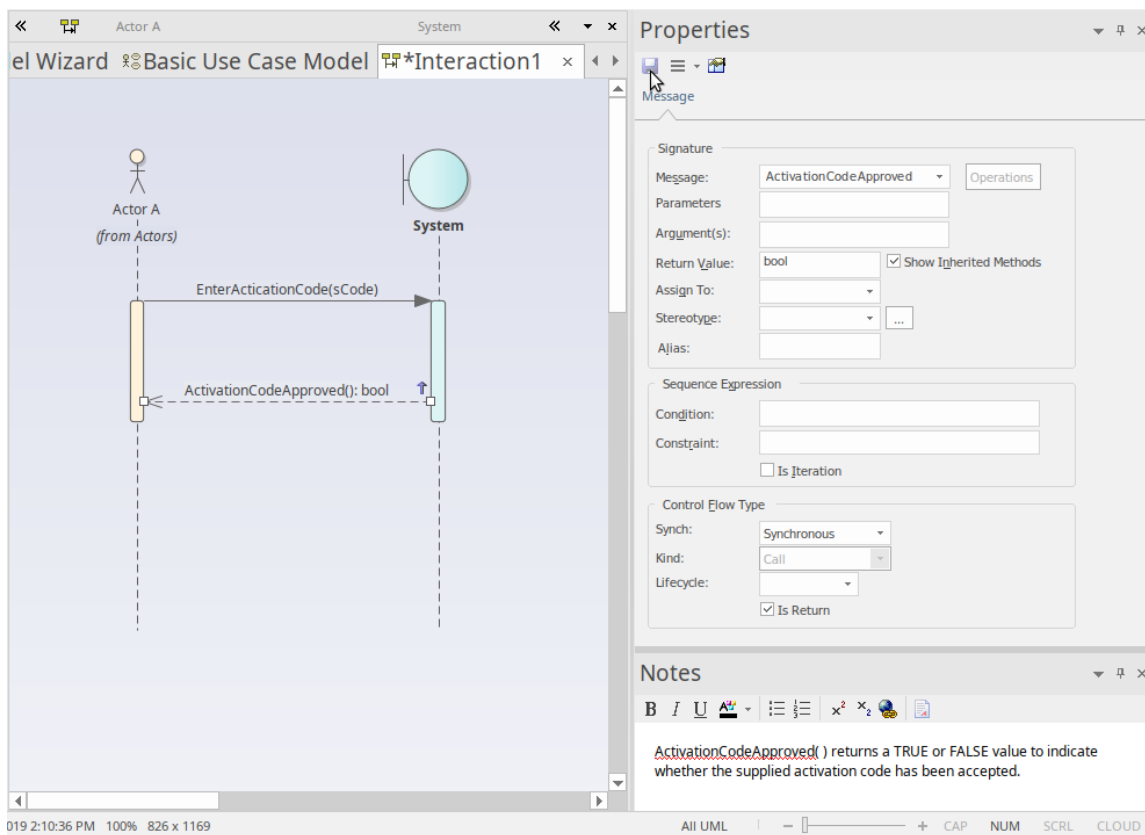 Actor A System
el Wizard Basic Use Case Model *Interaction1
Actor A
(from Actors)
System
EnterActicationCode(sCode)
ActivationCodeApproved(): bool
Properties
Message
Signature
Message: ActivationCodeApproved Operations
Parameters
Argument(s):
Return Value: bool Show Inherited Methods
Assign To:
Stereotype: ...
Alias:
Sequence Expression
Condition:
Constraint:
Is Iteration
Control Flow Type
Synch: Synchronous
Kind: Call
Lifecycle:
Is Return
Notes
B I U A x² x₂
ActivationCodeApproved( ) returns a TRUE or FALSE value to indicate
whether the supplied activation code has been accepted.
019 2:10:36 PM 100% 826 x 1169 All UML CAP NUM SCRL CLOUD